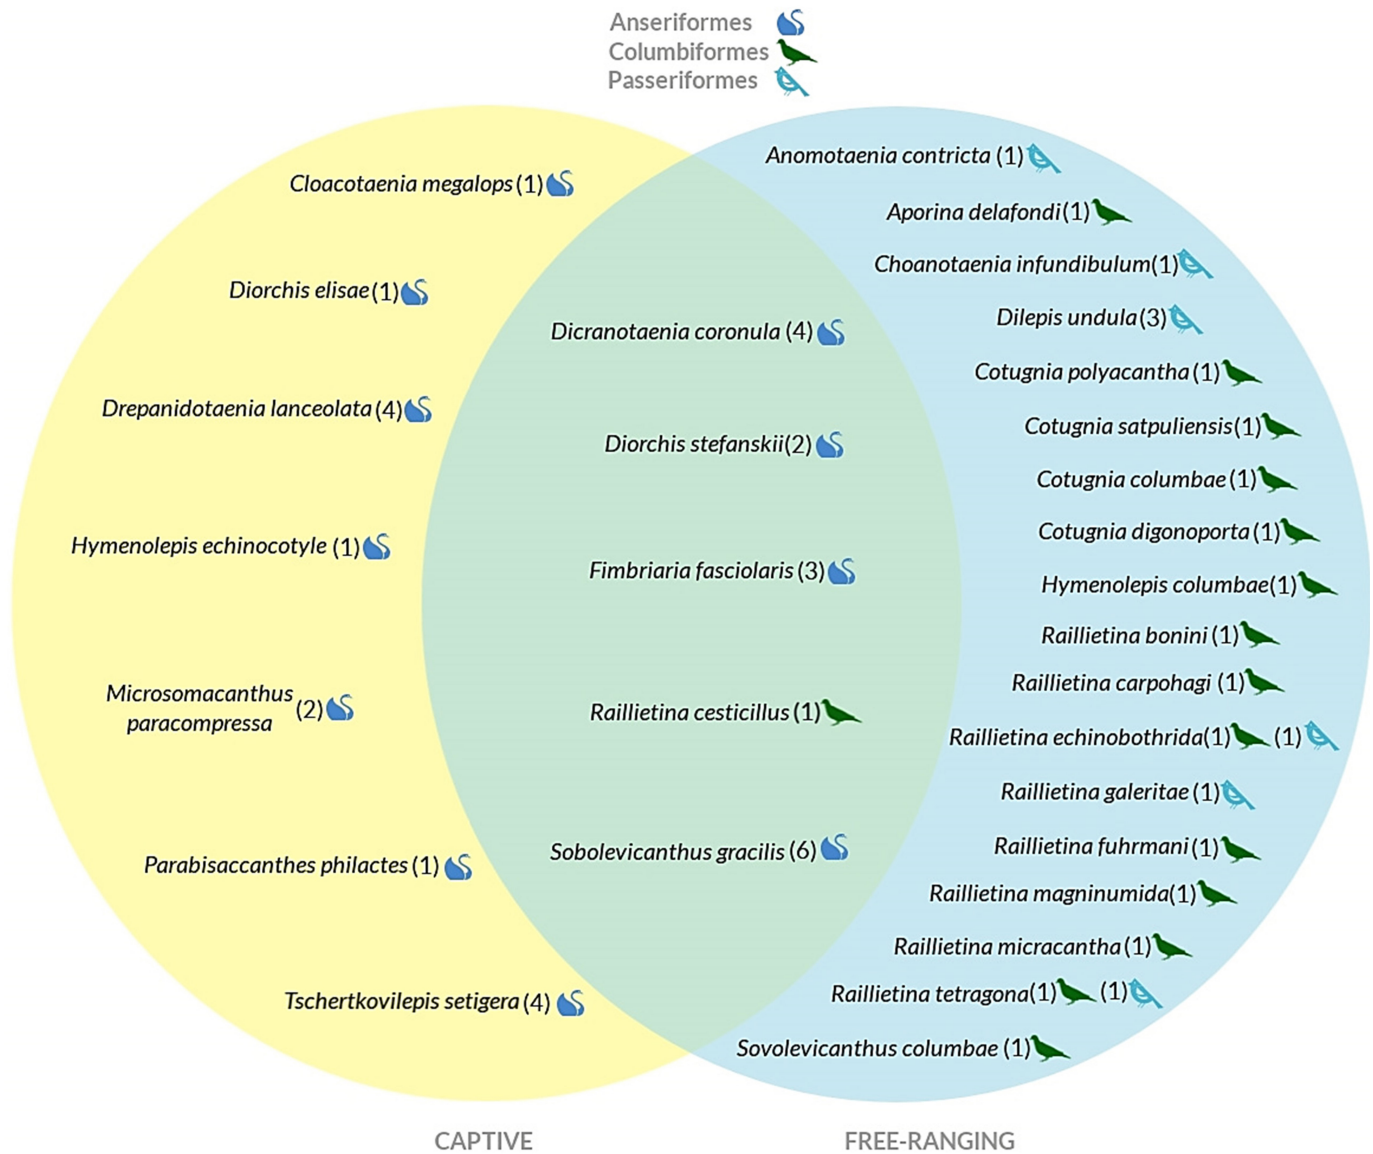 Anseriformes
Columbiformes
Passeriformes
Cloacotaenia megalops (1)
Diorchis elisae (1)
Drepanidotaenia lanceolata (4)
Hymenolepis echinocotyle (1)
Microsomacanthus
paracompressa (2)
Parabisaccanthes philactes (1)
Tschertkovilepis setigera (4)
Dicranotaenia coronula (4)
Diorchis stefanskii (2)
Fimbriaria fasciolaris (3)
Raillietina cesticillus (1)
Sobolevicanthus gracilis (6)
Anomotaenia contricta (1)
Aporina delafondi (1)
Choanotaenia infundibulum (1)
Dilepis undula (3)
Cotugnia polyacantha (1)
Cotugnia satpuliensis (1)
Cotugnia columbae (1)
Cotugnia digonoporta (1)
Hymenolepis columbae (1)
Raillietina bonini (1)
Raillietina carpohagi (1)
Raillietina echinobothrida (1) (1)
Raillietina galeritae (1)
Raillietina fuhrmani (1)
Raillietina magninumida (1)
Raillietina micracantha (1)
Raillietina tetragona (1) (1)
Sovolevicanthus columbae (1)
CAPTIVE
FREE-RANGING